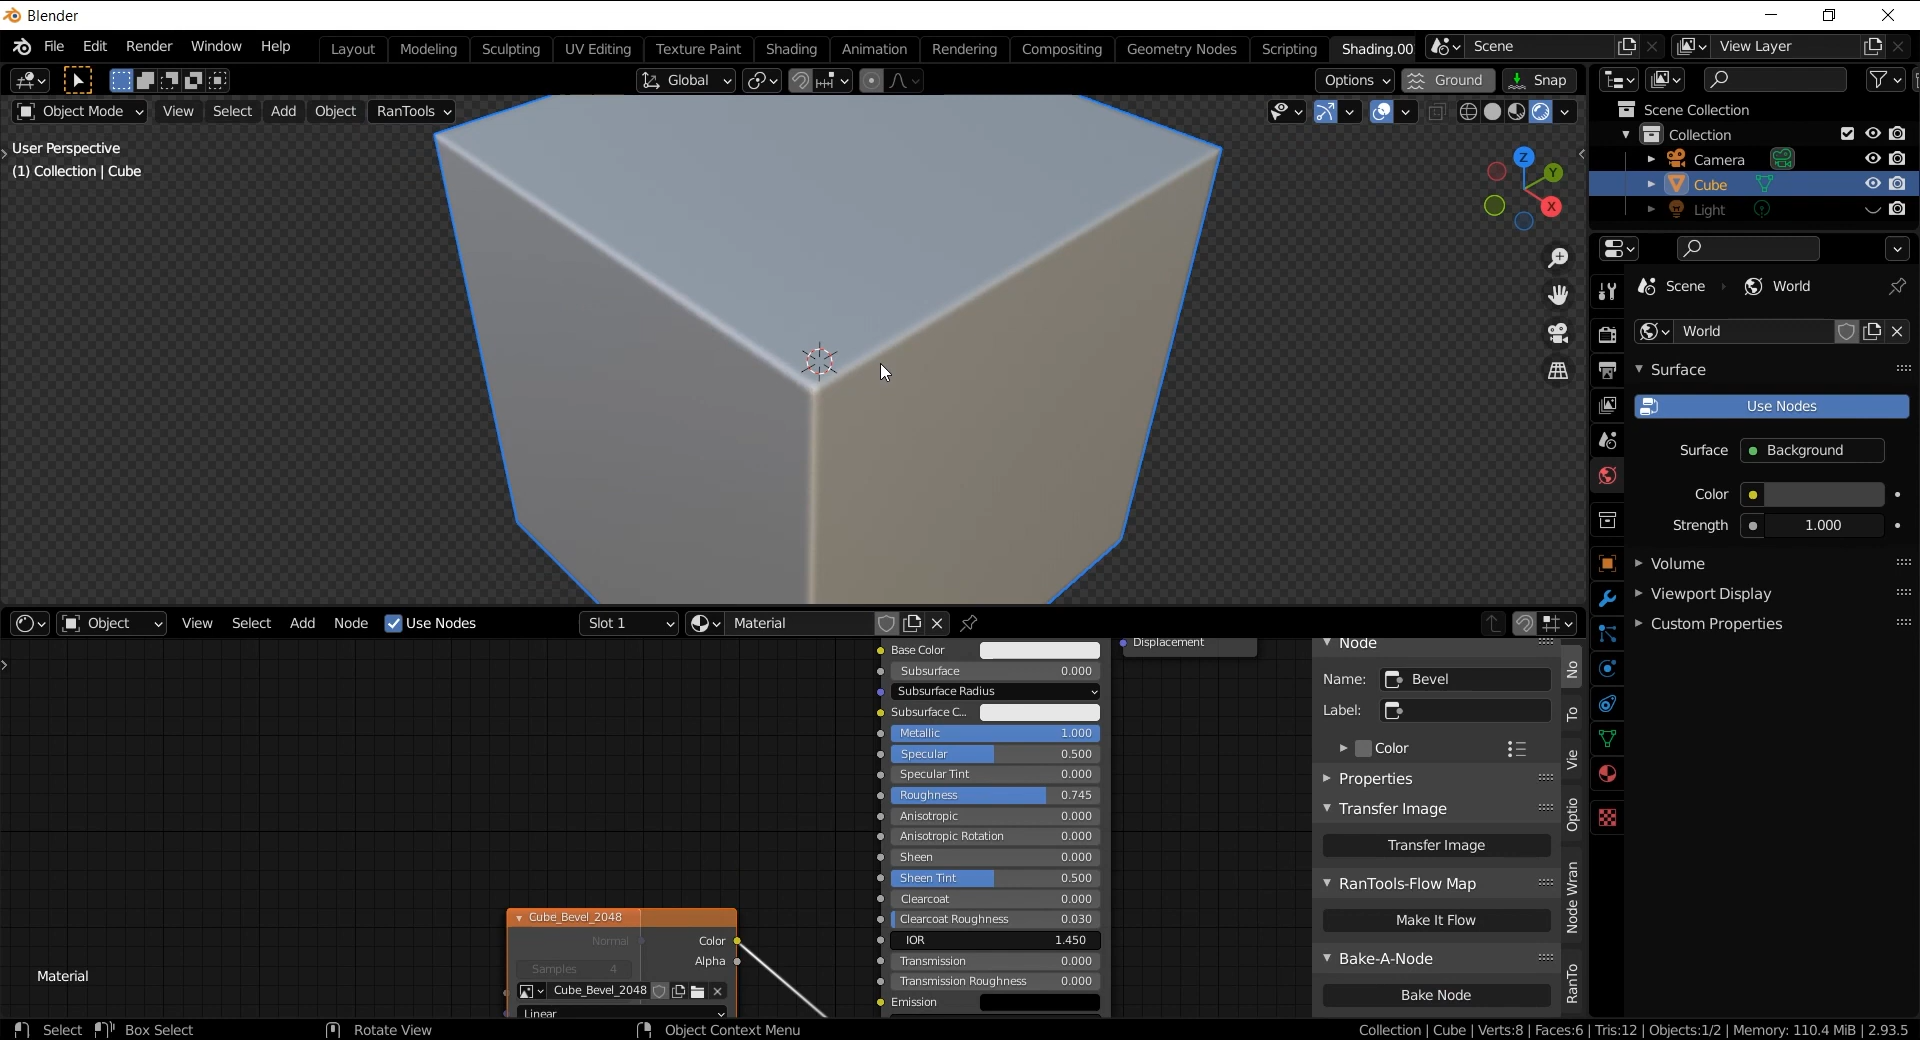 Blender
File Edit Render Window Help Layout Modeling Sculpting UV Editing Texture Paint Shading Animation Rendering Compositing Geometry Nodes Scripting Shading.00 Scene View Layer
Global Options Ground Snap
Object Mode View Select Add Object RanTools
User Perspective
(1) Collection | Cube
Z
Y
X
Scene Collection
Collection
Camera
Cube
Light
Scene World
World
Surface
Use Nodes
Surface Background
Color
Strength 1.000
Volume
Viewport Display
Custom Properties
Object View Select Add Node Use Nodes Slot 1 Material
Base Color
Subsurface 0.000
Subsurface Radius
Subsurface C...
Metallic 1.000
Specular 0.500
Specular Tint 0.000
Roughness 0.745
Anisotropic 0.000
Anisotropic Rotation 0.000
Sheen 0.000
Sheen Tint 0.500
Clearcoat 0.000
Clearcoat Roughness 0.030
IOR 1.450
Transmission 0.000
Transmission Roughness 0.000
Emission
Displacement
Cube_Bevel_2048
Normal Color
Alpha
Samples 4
Cube_Bevel_2048
Linear
Material
Node
Name: Bevel
Label:
Color
Properties
Transfer Image
Transfer Image
RanTools-Flow Map
Make It Flow
Bake-A-Node
Bake Node
No
To
Vie
Optio
Node Wran
RanTo
Select Box Select Rotate View Object Context Menu Collection | Cube | Verts:8 | Faces:6 | Tris:12 | Objects:1/2 | Memory: 110.4 MiB | 2.93.5